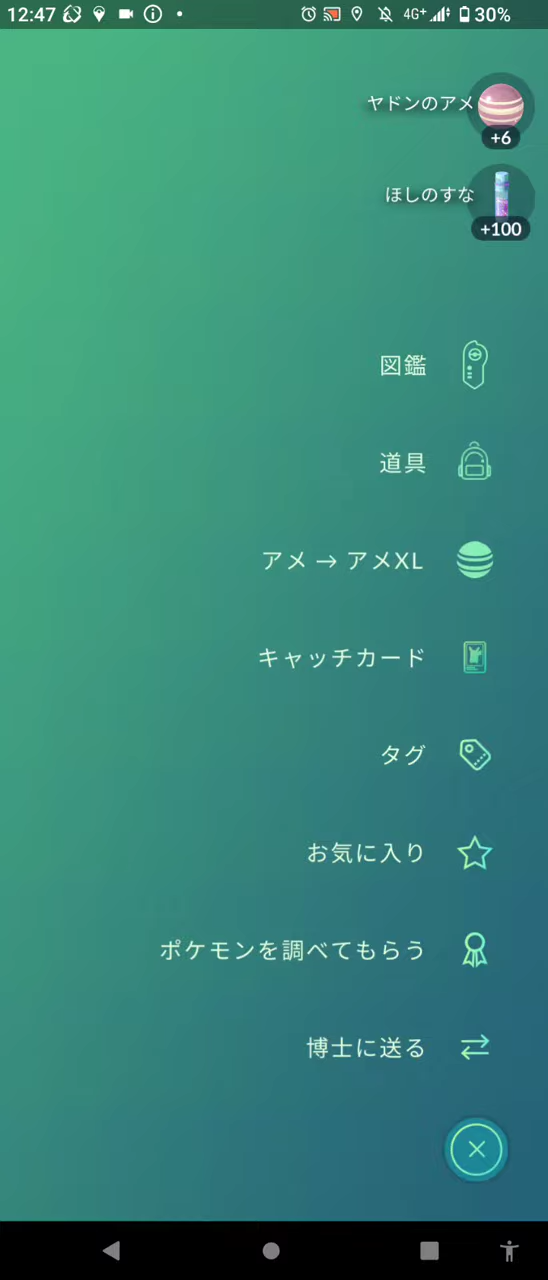 12:47 4G+ 30%
ヤドンのアメ
+6
ほしのすな
+100
図鑑
道具
アメ → アメXL
キャッチカード
タグ
お気に入り
ポケモンを調べてもらう
博士に送る